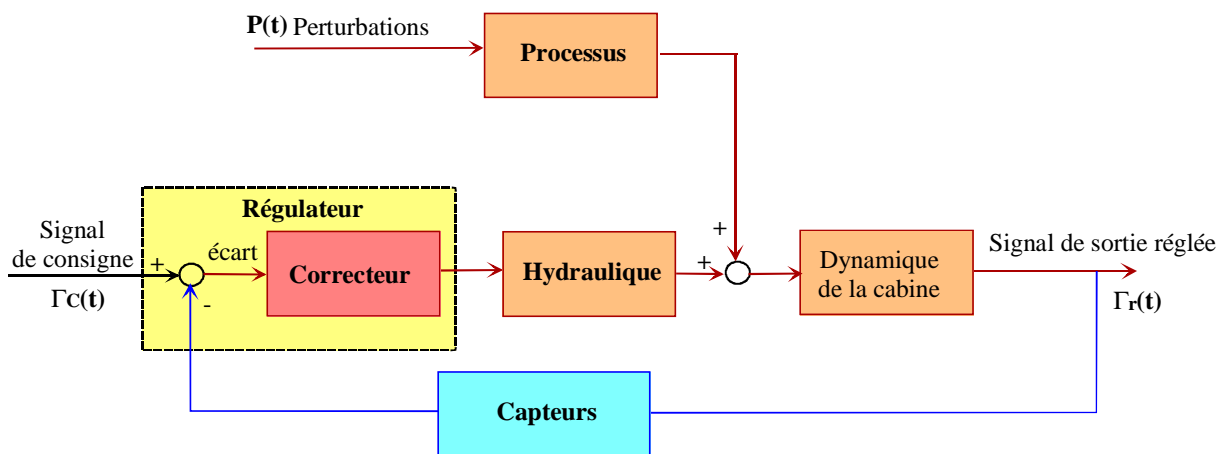 P(t) Perturbations
Processus
Régulateur
Signal
de consigne
+
écart
Correcteur
Hydraulique
+
+
Dynamique
de la cabine
Signal de sortie réglée
ΓC(t)
-
Γr(t)
Capteurs